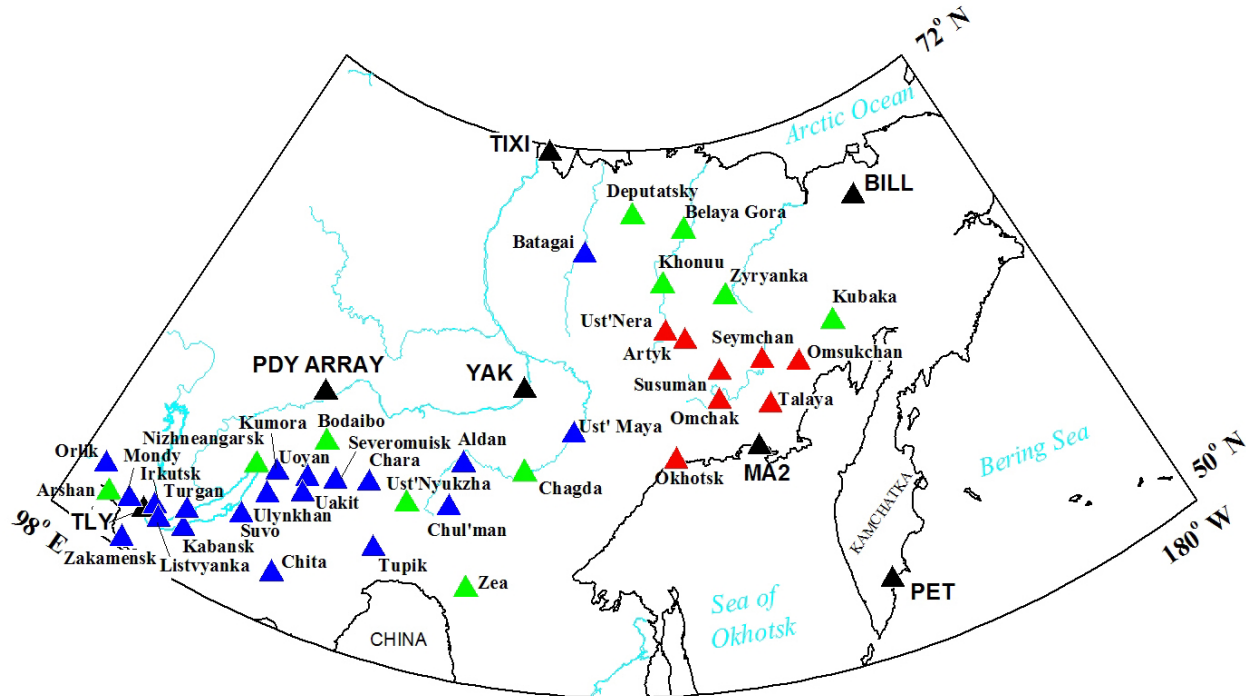 72° N
Arctic Ocean
TIXI
BILL
Deputatsky
Belaya Gora
Batagai
Khonuu
Zyryanka
Kubaka
Ust'Nera
Artyk
Seymchan
Omsukchan
PDY ARRAY
YAK
Susuman
Talaya
Omchak
Kumora
Bodaibo
Ust' Maya
Nizhneangarsk
Severomuisk
Aldan
Orlik
Mondy
Uoyan
Chara
MA2
Bering Sea
50° N
Irkutsk
Okhotsk
Arshan
Turgan
Uakit
Ust'Nyukzha
Chagda
98° E
TLY
Ulynkhan
Suvo
Chul'man
180° W
KAMCHATKA
Zakamensk
Kabansk
Listvyanka
Chita
Tupik
Zea
PET
Sea of
Okhotsk
CHINA